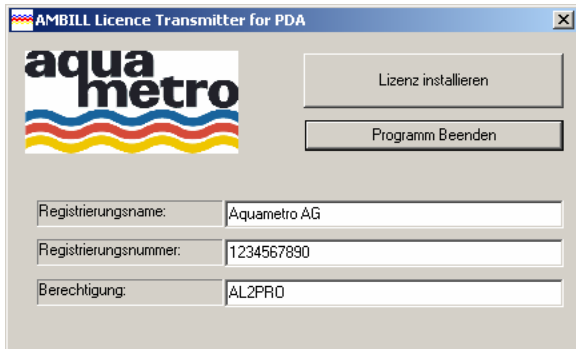 AMBILL Licence Transmitter for PDA
aqua
metro
Lizenz installieren
Programm Beenden
Registrierungsname:
Aquametro AG
Registrierungsnummer:
1234567890
Berechtigung:
AL2PRO